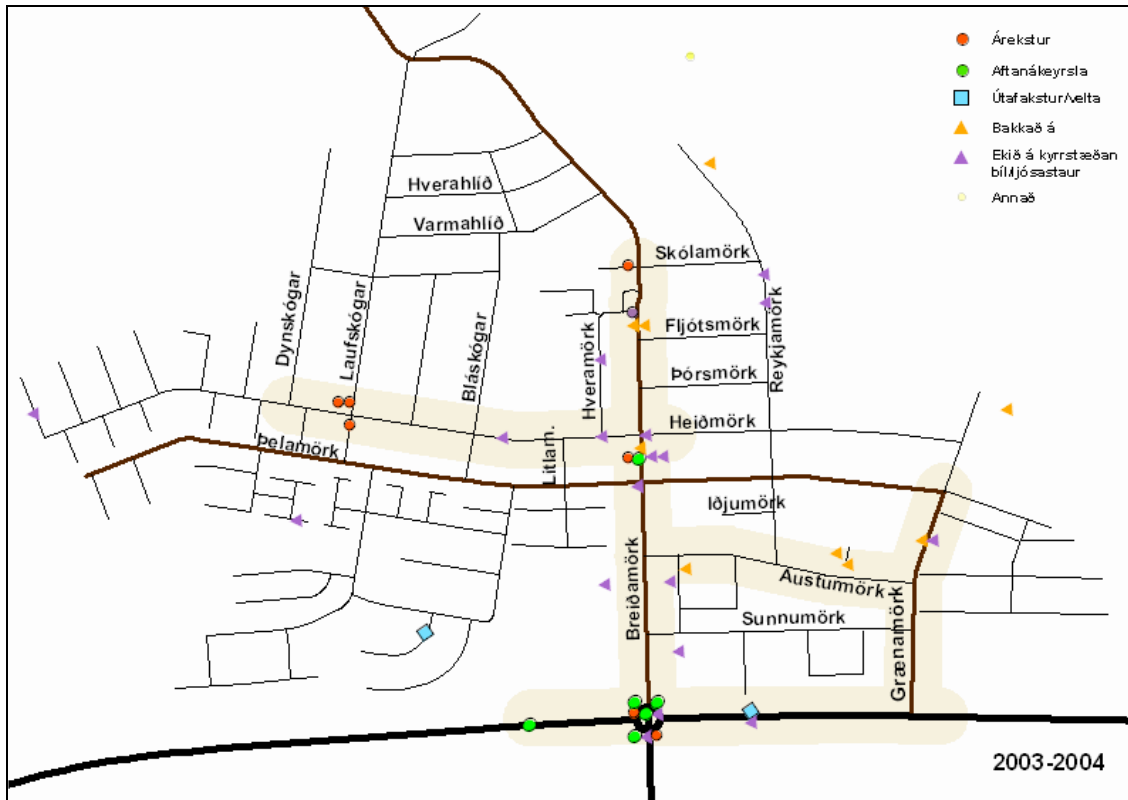 Árekstur
Aftanákeyrsla
Útafakstur/velta
Bakkað á
Ekið á kyrrstæðan
bíl/ljósastaur
Annað
Hverahlíð
Varmahlíð
Skólamörk
Dynskógar
Laufskógar
Bláskógar
Hveramörk
Fljótsmörk
Reykjamörk
Þórsmörk
Heiðmörk
Þelamörk
Litlam.
Iðjumörk
Breiðamörk
Austurmörk
Sunnumörk
Grænamörk
2003-2004